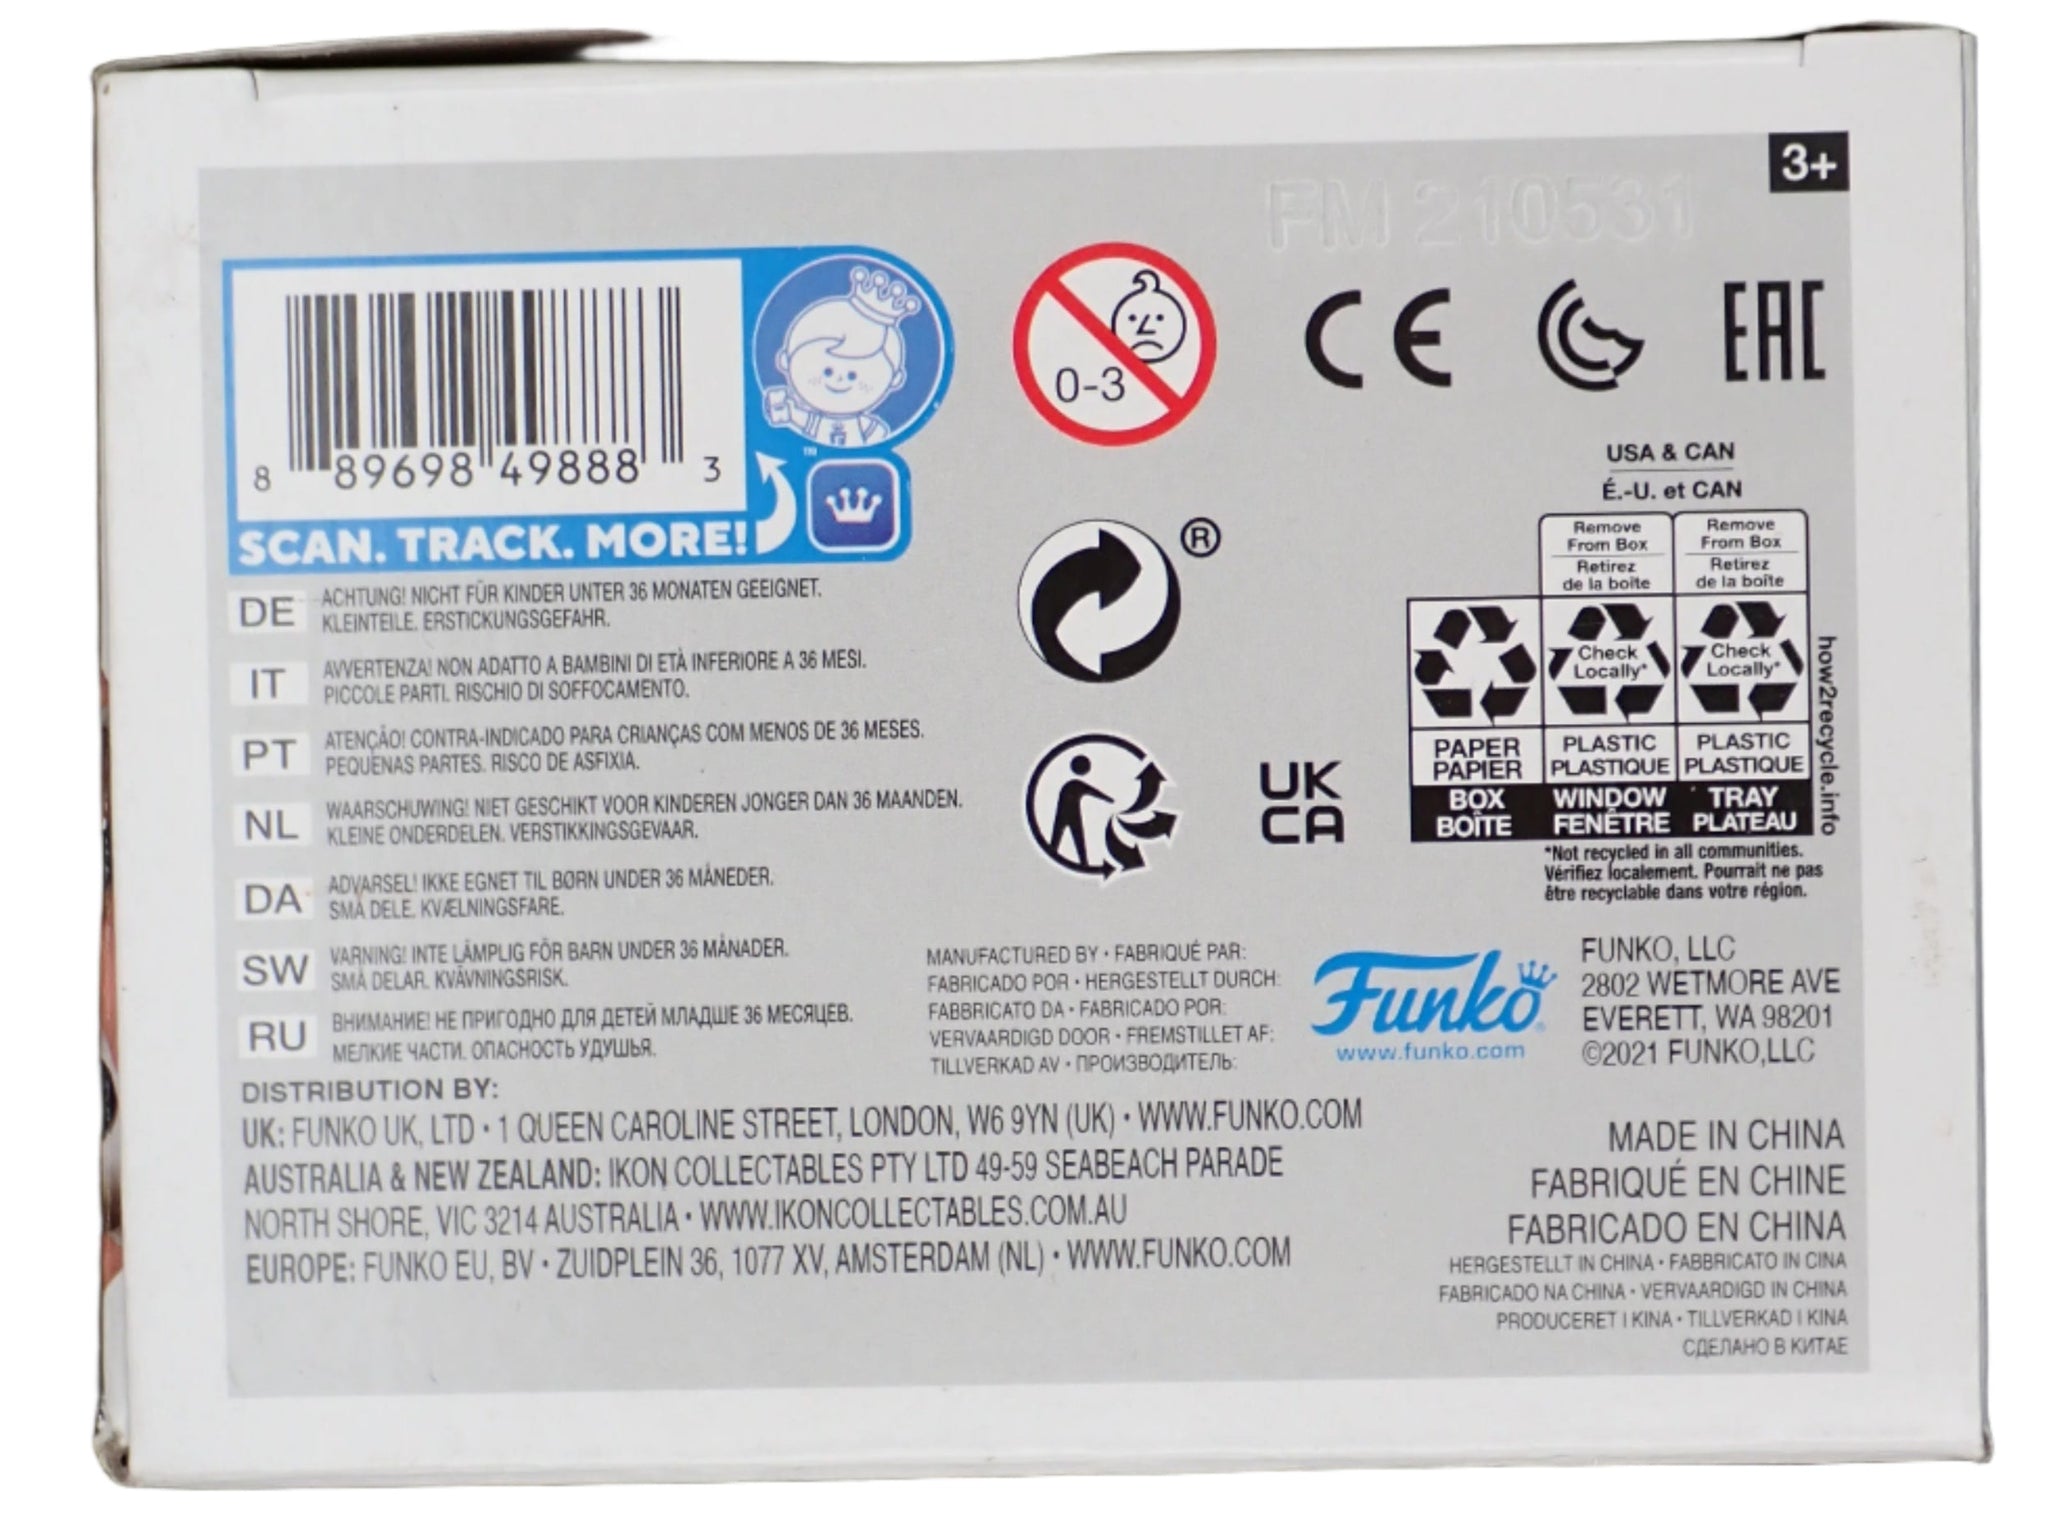 3+
FM 210531
8 89698 49888 3
SCAN. TRACK. MORE!
TM
0-3
CE
EAC
DE ACHTUNG! NICHT FÜR KINDER UNTER 36 MONATEN GEEIGNET.
KLEINTEILE. ERSTICKUNGSGEFAHR.
IT AVVERTENZA! NON ADATTO A BAMBINI DI ETÀ INFERIORE A 36 MESI.
PICCOLE PARTI. RISCHIO DI SOFFOCAMENTO.
PT ATENÇÃO! CONTRA-INDICADO PARA CRIANÇAS COM MENOS DE 36 MESES.
PEQUENAS PARTES. RISCO DE ASFIXIA.
NL WAARSCHUWING! NIET GESCHIKT VOOR KINDEREN JONGER DAN 36 MAANDEN.
KLEINE ONDERDELEN. VERSTIKKINGSGEVAAR.
DA ADVARSEL! IKKE EGNET TIL BØRN UNDER 36 MÅNEDER.
SMÅ DELE. KVÆLNINGSFARE.
SW VARNING! INTE LÄMPLIG FÖR BARN UNDER 36 MÅNADER.
SMÅ DELAR. KVÄVNINGSRISK.
RU ВНИМАНИЕ! НЕ ПРИГОДНО ДЛЯ ДЕТЕЙ МЛАДШЕ 36 МЕСЯЦЕВ.
МЕЛКИЕ ЧАСТИ. ОПАСНОСТЬ УДУШЬЯ.
®
UK
CA
USA & CAN
É.-U. et CAN
Remove
From Box
Retirez
de la boîte
Remove
From Box
Retirez
de la boîte
Check
Locally*
Check
Locally*
PAPER
PAPIER
PLASTIC
PLASTIQUE
PLASTIC
PLASTIQUE
BOX
BOÎTE
WINDOW
FENÊTRE
TRAY
PLATEAU
how2recycle.info
*Not recycled in all communities.
Vérifiez localement. Pourrait ne pas
être recyclable dans votre région.
MANUFACTURED BY • FABRIQUÉ PAR:
FABRICADO POR • HERGESTELLT DURCH:
FABBRICATO DA • FABRICADO POR:
VERVAARDIGD DOOR • FREMSTILLET AF:
TILLVERKAD AV • ПРОИЗВОДИТЕЛЬ:
Funko®
www.funko.com
FUNKO, LLC
2802 WETMORE AVE
EVERETT, WA 98201
©2021 FUNKO,LLC
DISTRIBUTION BY:
UK: FUNKO UK, LTD • 1 QUEEN CAROLINE STREET, LONDON, W6 9YN (UK) • WWW.FUNKO.COM
AUSTRALIA & NEW ZEALAND: IKON COLLECTABLES PTY LTD 49-59 SEABEACH PARADE
NORTH SHORE, VIC 3214 AUSTRALIA • WWW.IKONCOLLECTABLES.COM.AU
EUROPE: FUNKO EU, BV • ZUIDPLEIN 36, 1077 XV, AMSTERDAM (NL) • WWW.FUNKO.COM
MADE IN CHINA
FABRIQUÉ EN CHINE
FABRICADO EN CHINA
HERGESTELLT IN CHINA • FABBRICATO IN CINA
FABRICADO NA CHINA • VERVAARDIGD IN CHINA
PRODUCERET I KINA • TILLVERKAD I KINA
СДЕЛАНО В КИТАЕ